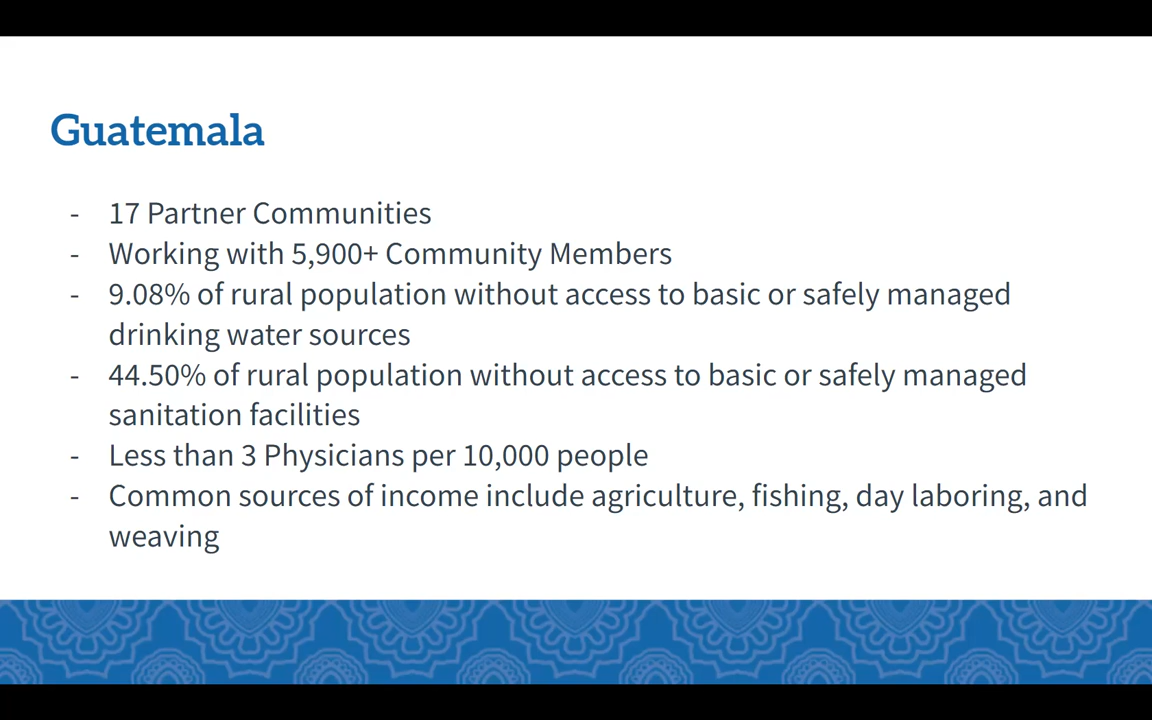 Guatemala
- 17 Partner Communities
- Working with 5,900+ Community Members
- 9.08% of rural population without access to basic or safely managed
drinking water sources
- 44.50% of rural population without access to basic or safely managed
sanitation facilities
- Less than 3 Physicians per 10,000 people
- Common sources of income include agriculture, fishing, day laboring, and
weaving